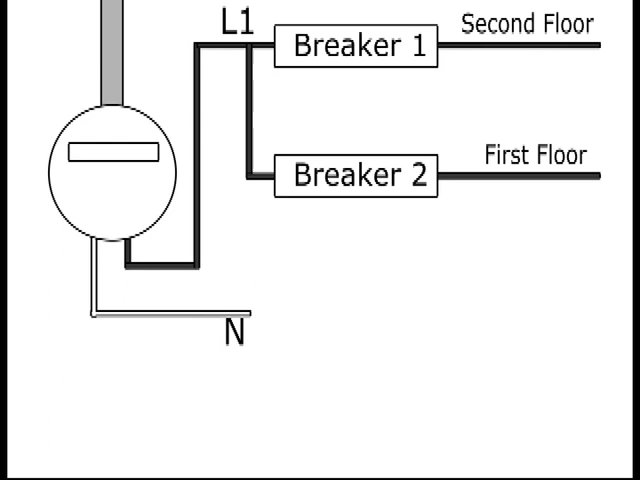 L1
Second Floor
Breaker 1
First Floor
Breaker 2
N